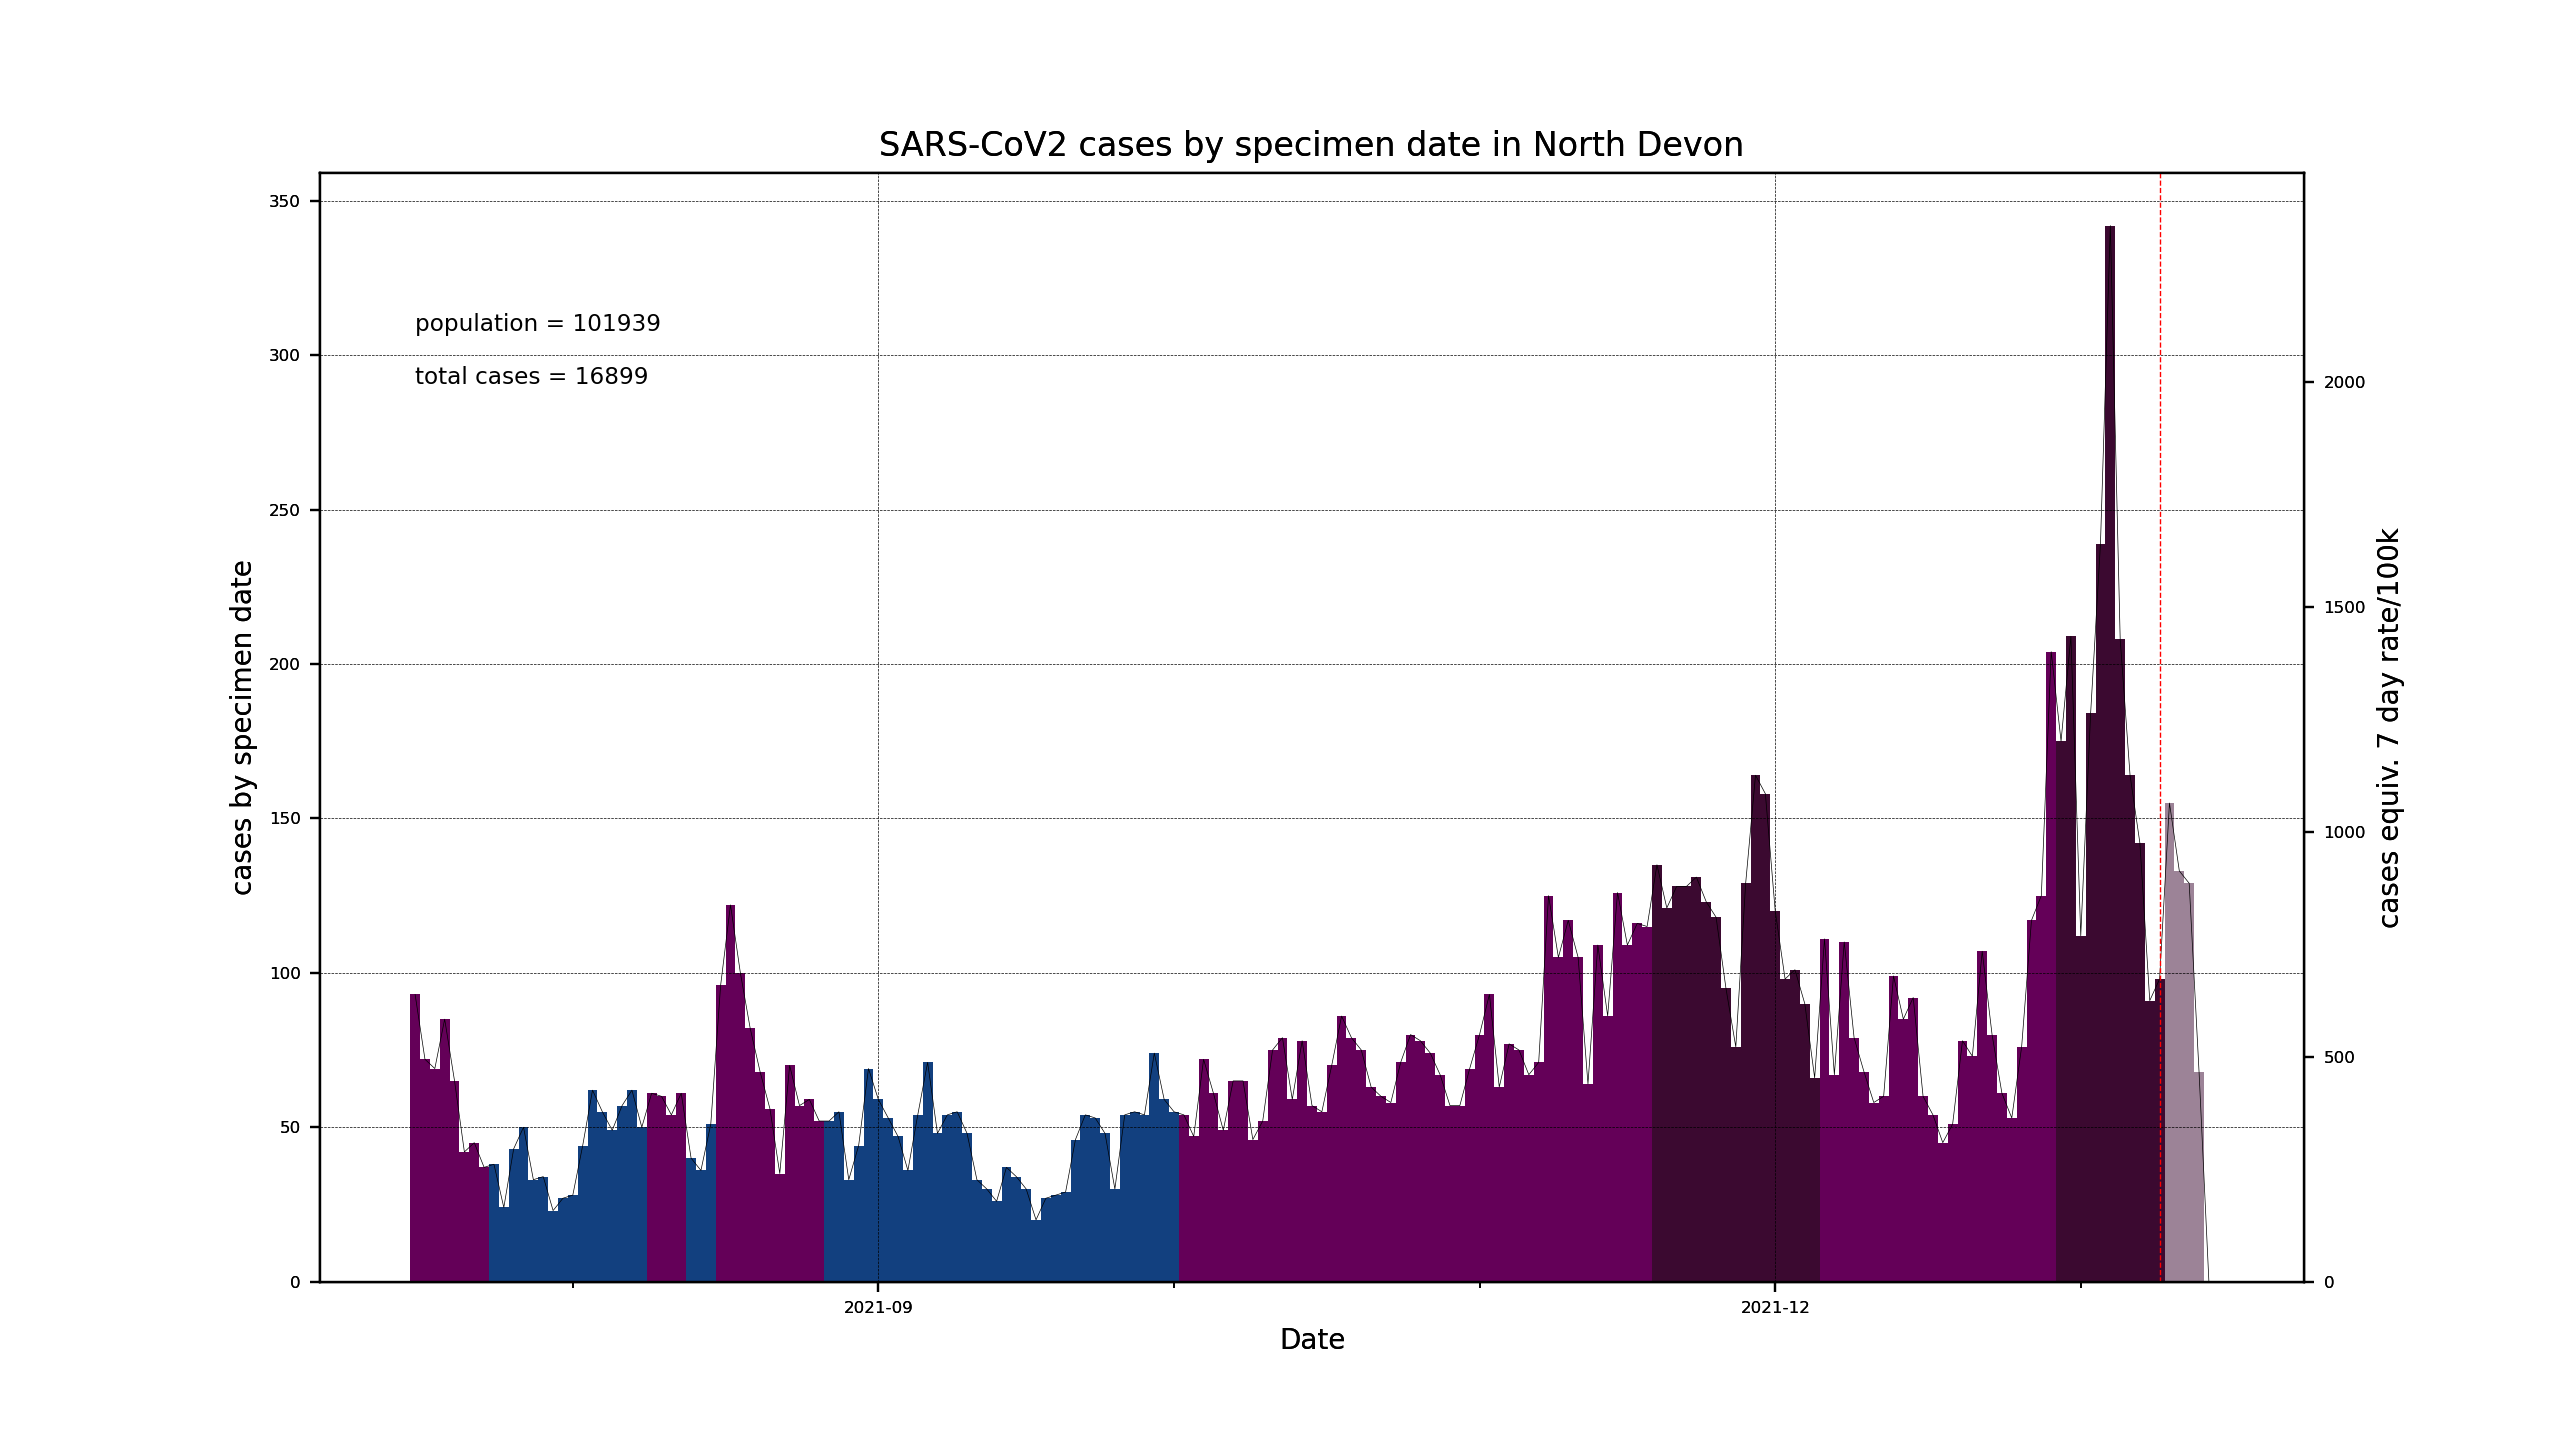 SARS-CoV2 cases by specimen date in North Devon
population = 101939
total cases = 16899
cases by specimen date
350
300
250
200
150
100
50
0
2000
1500
1000
500
0
cases equiv. 7 day rate/100k
2021-09
2021-12
Date